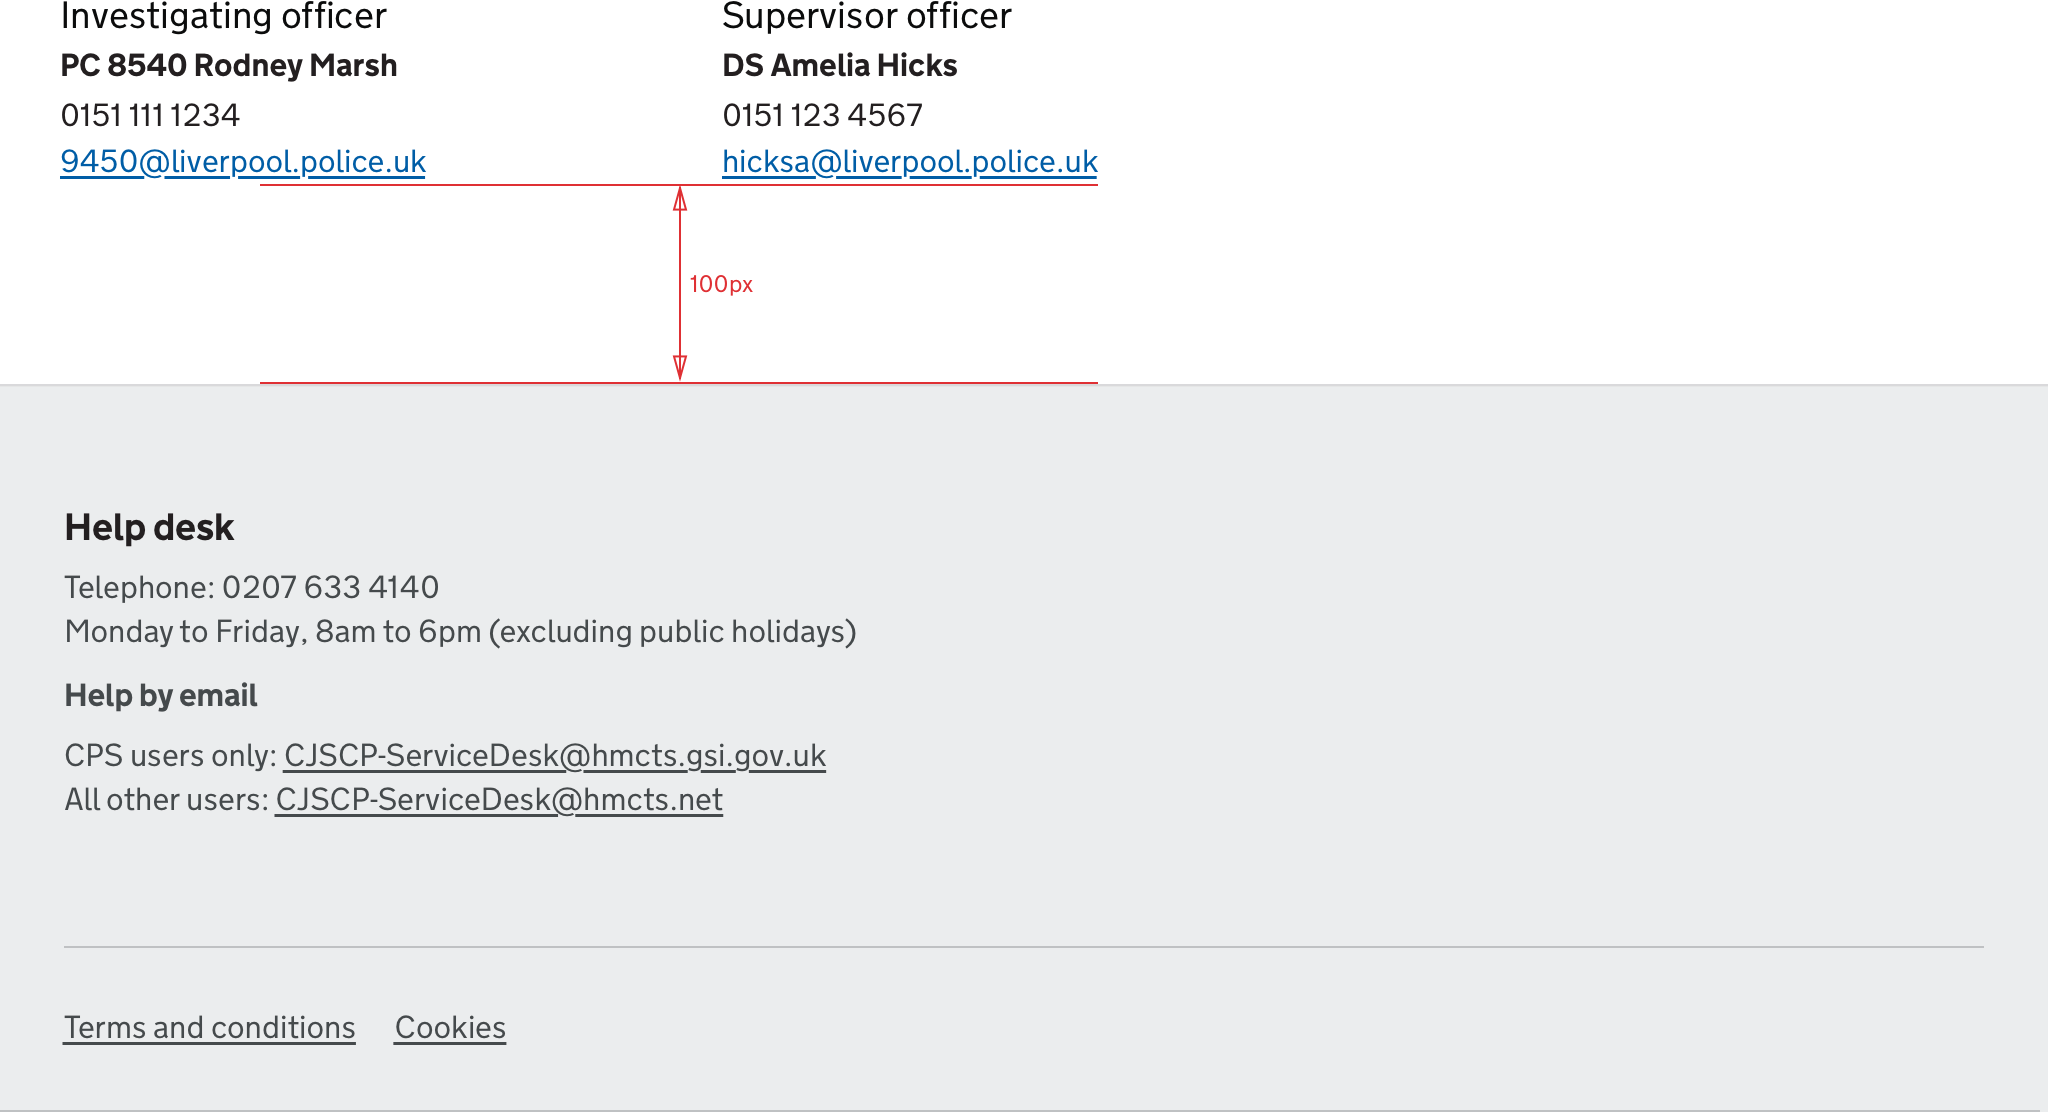 Investigating officer
PC 8540 Rodney Marsh
0151 111 1234
9450@liverpool.police.uk
Supervisor officer
DS Amelia Hicks
0151 123 4567
hicksa@liverpool.police.uk
100px
Help desk
Telephone: 0207 633 4140
Monday to Friday, 8am to 6pm (excluding public holidays)
Help by email
CPS users only: CJSCP-ServiceDesk@hmcts.gsi.gov.uk
All other users: CJSCP-ServiceDesk@hmcts.net
Terms and conditions
Cookies